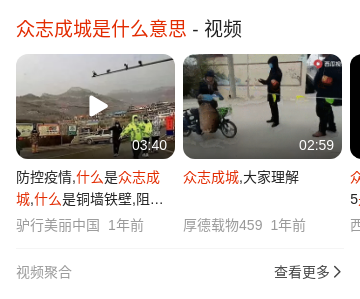 众志成城是什么意思 - 视频
03:40
02:59
防控疫情,什么是众志成
城,什么是铜墙铁壁,阻…
驴行美丽中国 1年前
众志成城,大家理解
厚德载物459 1年前
视频聚合
查看更多